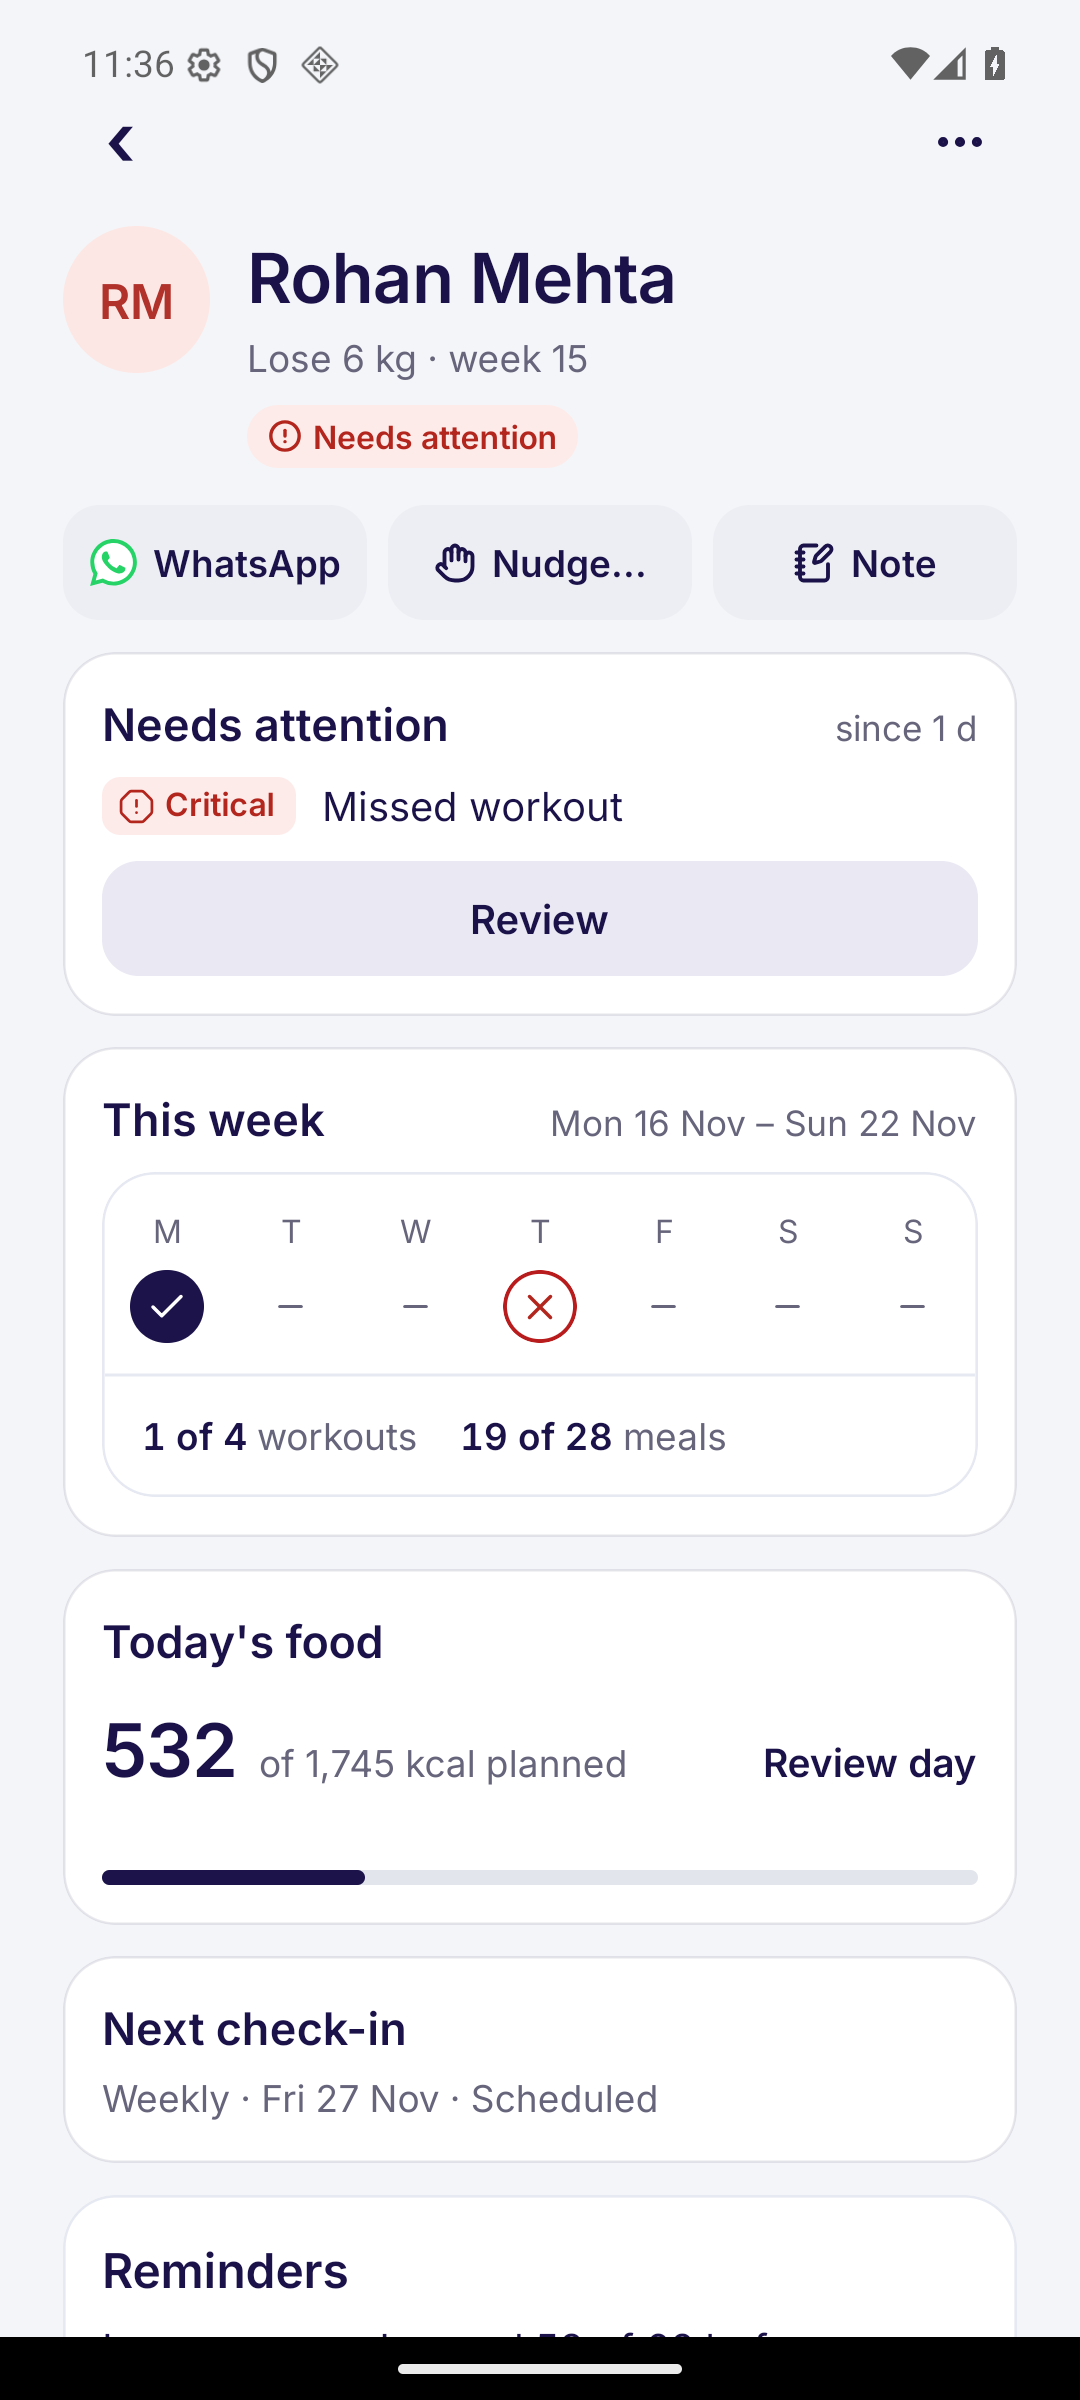 11:36
RM
Rohan Mehta
Lose 6 kg · week 15
Needs attention
WhatsApp
Nudge...
Note
Needs attention
since 1 d
Critical
Missed workout
Review
This week
Mon 16 Nov – Sun 22 Nov
M T W T F S S
1 of 4 workouts 19 of 28 meals
Today's food
532 of 1,745 kcal planned
Review day
Next check-in
Weekly · Fri 27 Nov · Scheduled
Reminders